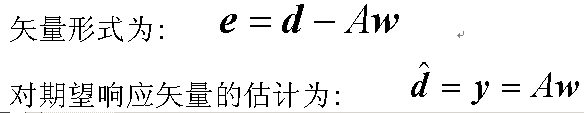 矢量形式为: e = d − Aw
对期望响应矢量的估计为: d̂ = y = Aw